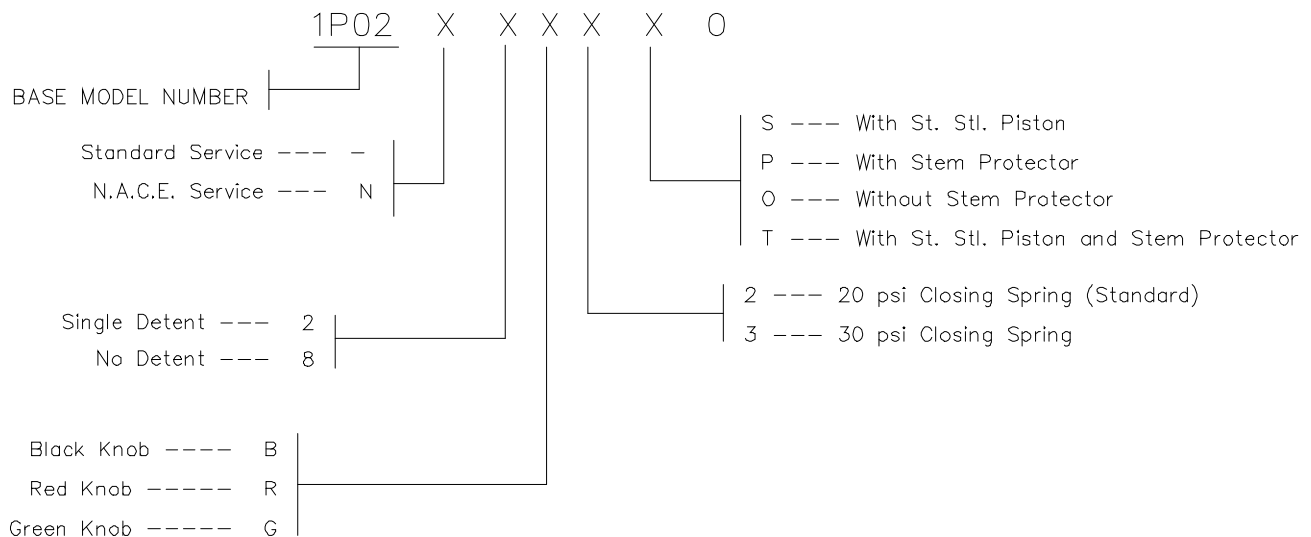 1P02 X X X X X 0
BASE MODEL NUMBER
Standard Service --- -
N.A.C.E. Service --- N
Single Detent --- 2
No Detent --- 8
Black Knob ---- B
Red Knob ----- R
Green Knob ----- G
S --- With St. Stl. Piston
P --- With Stem Protector
O --- Without Stem Protector
T --- With St. Stl. Piston and Stem Protector
2 --- 20 psi Closing Spring (Standard)
3 --- 30 psi Closing Spring